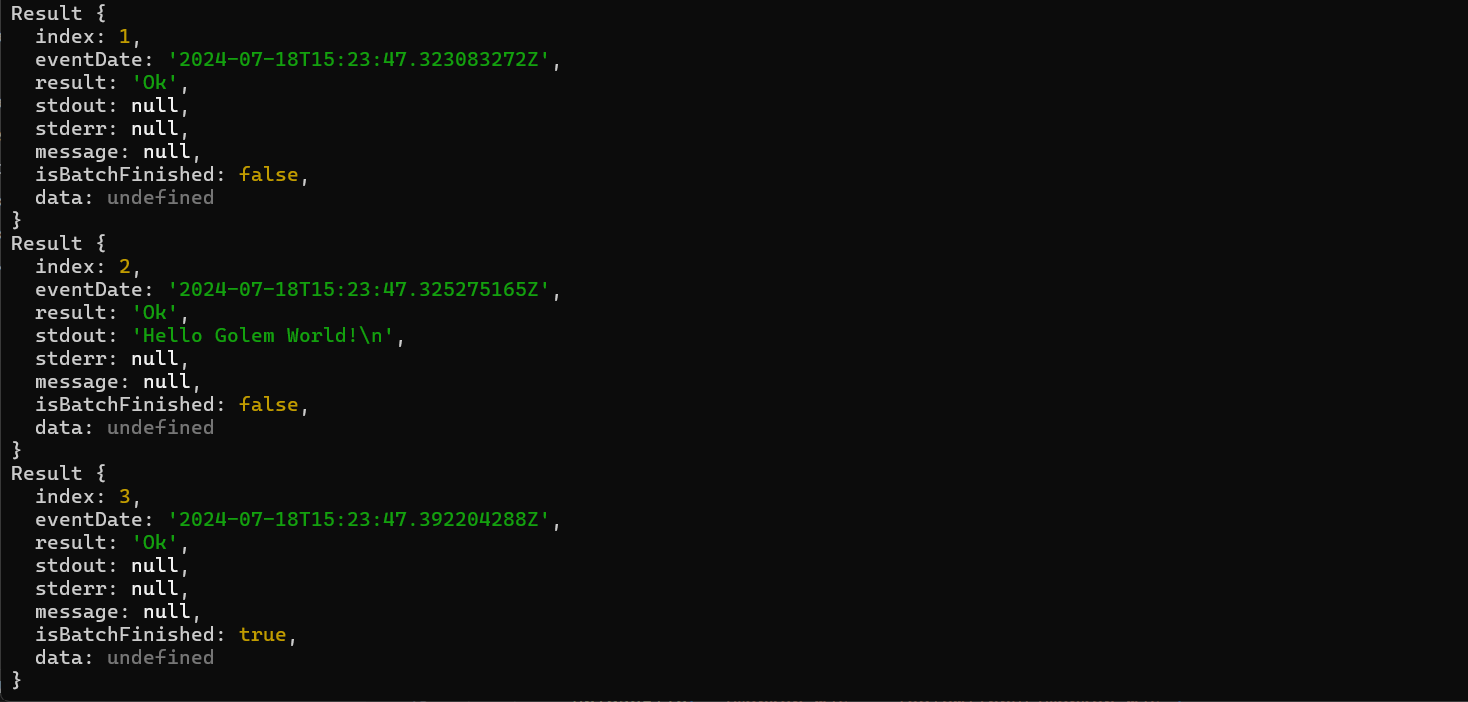 Result {
  index: 1,
  eventDate: '2024-07-18T15:23:47.323083272Z',
  result: 'Ok',
  stdout: null,
  stderr: null,
  message: null,
  isBatchFinished: false,
  data: undefined
}
Result {
  index: 2,
  eventDate: '2024-07-18T15:23:47.325275165Z',
  result: 'Ok',
  stdout: 'Hello Golem World!\n',
  stderr: null,
  message: null,
  isBatchFinished: false,
  data: undefined
}
Result {
  index: 3,
  eventDate: '2024-07-18T15:23:47.392204288Z',
  result: 'Ok',
  stdout: null,
  stderr: null,
  message: null,
  isBatchFinished: true,
  data: undefined
}